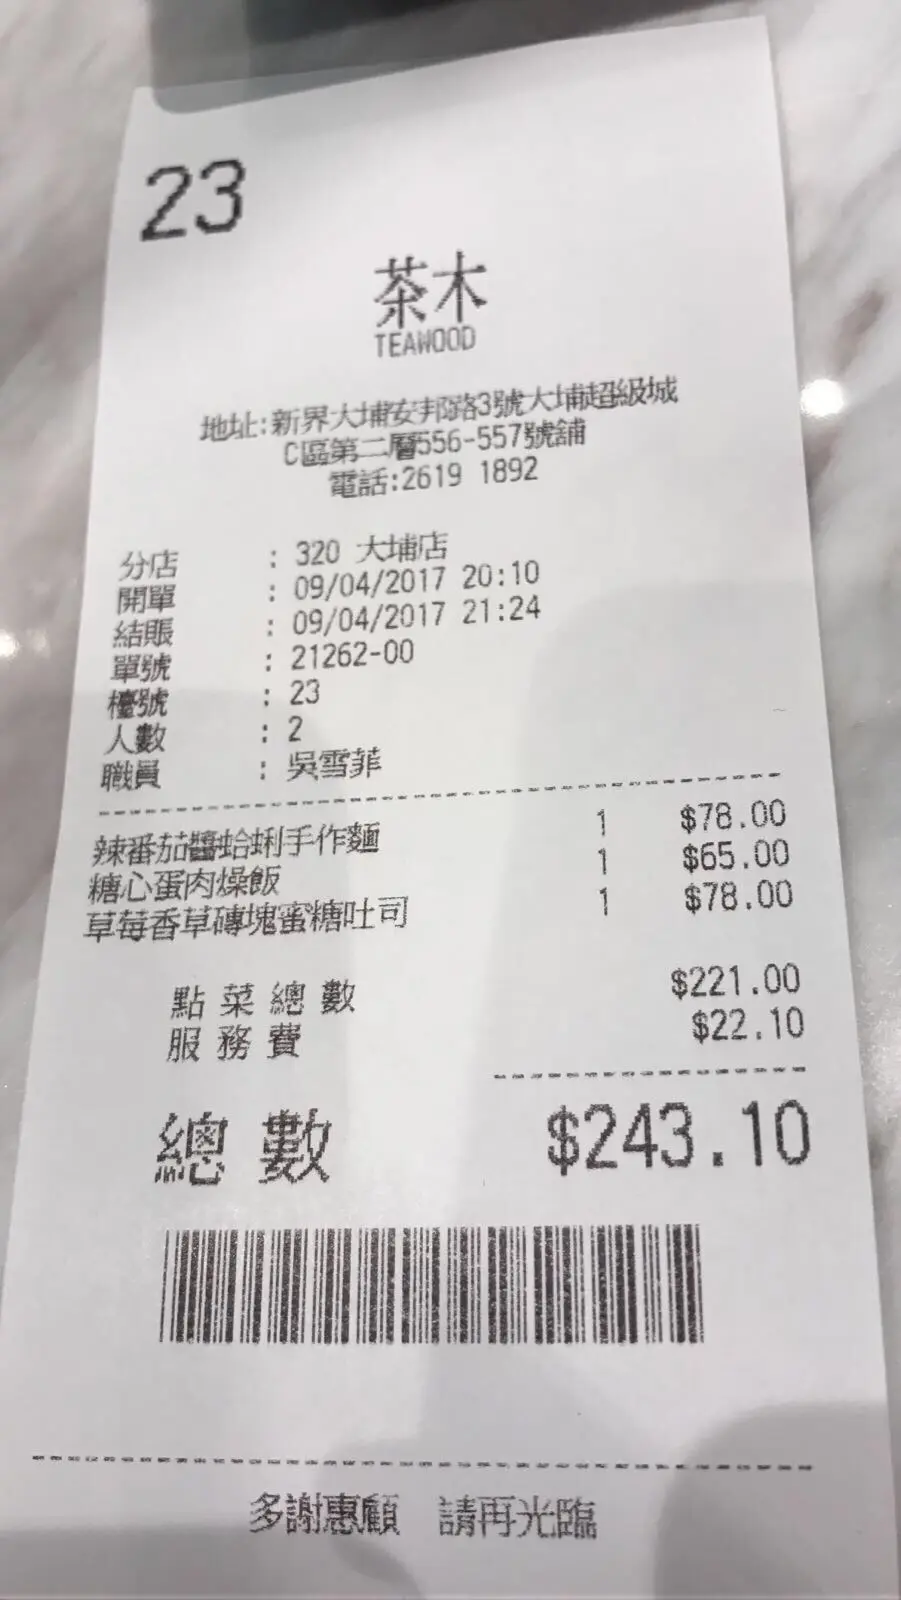 23
茶木
TEAWOOD
地址:新界大埔安邦路3號大埔超級城
C區第二層556-557號舖
電話:2619 1892
分店 : 320 大埔店
開單 : 09/04/2017 20:10
結賬 : 09/04/2017 21:24
單號 : 21262-00
檯號 : 23
人數 : 2
職員 : 吳雪菲
辣番茄醬蛤蜊手作麵 1 $78.00
糖心蛋肉燥飯 1 $65.00
草莓香草磚塊蜜糖吐司 1 $78.00
點菜總數 $221.00
服務費 $22.10
總數 $243.10
多謝惠顧 請再光臨